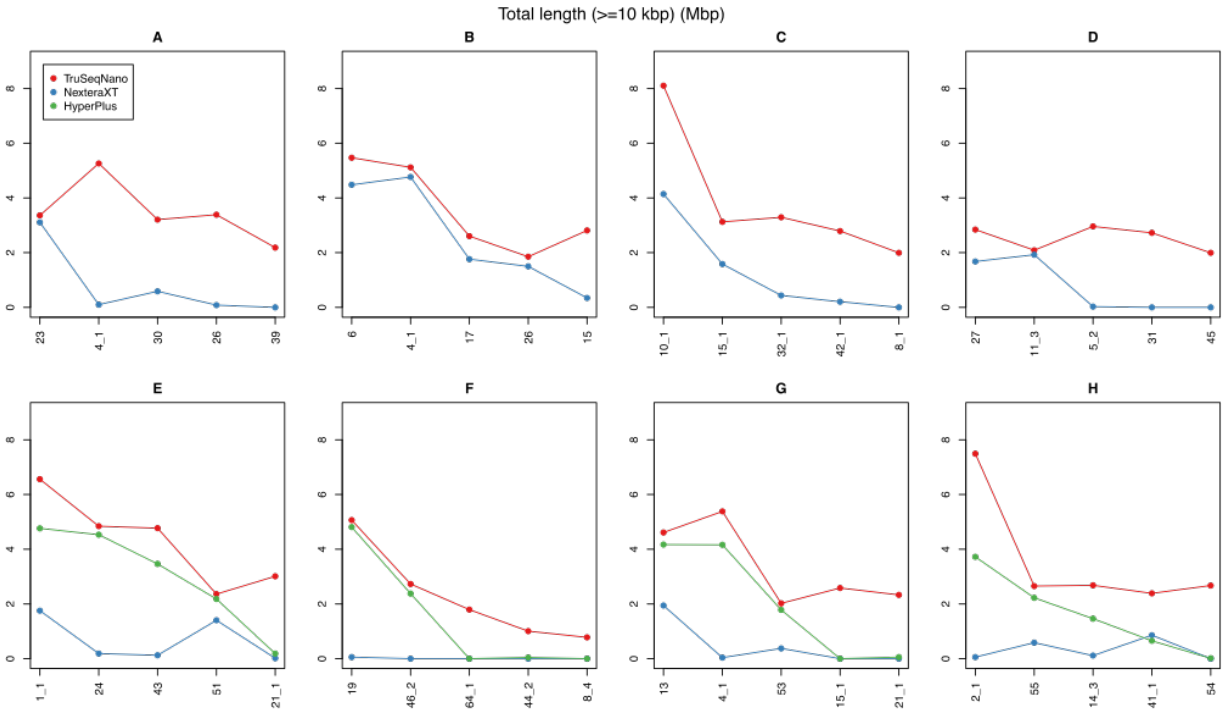 Total length (>=10 kbp) (Mbp)
A
B
C
D
TruSeqNano
NexteraXT
HyperPlus
0 2 4 6 8
0 2 4 6 8
0 2 4 6 8
0 2 4 6 8
23 4_1 30 26 39
6 4_1 17 26 15
10_1 15_1 32_1 42_1 8_1
27 11_3 5_2 31 45
E
F
G
H
0 2 4 6 8
0 2 4 6 8
0 2 4 6 8
0 2 4 6 8
1_1 24 43 51 21_1
19 46_2 64_1 44_2 8_4
13 4_1 53 15_1 21_1
2_1 55 14_3 41_1 54